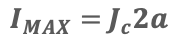 I_MAX = J_c2a